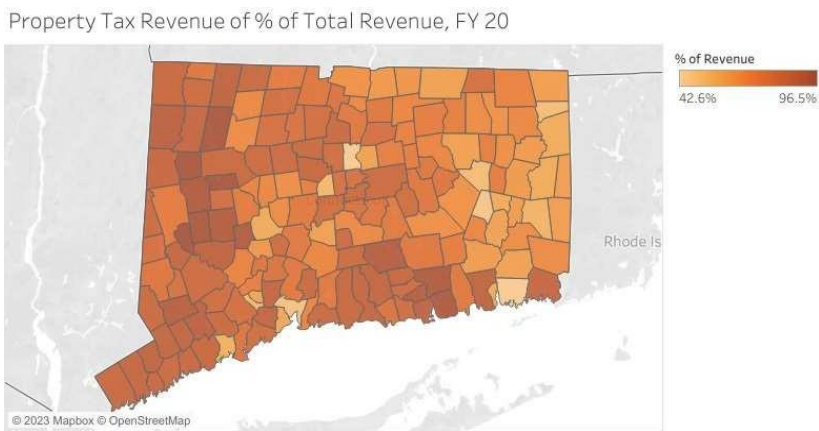 Property Tax Revenue of % of Total Revenue, FY 20
% of Revenue
42.6% 96.5%
Rhode Is
© 2023 Mapbox © OpenStreetMap